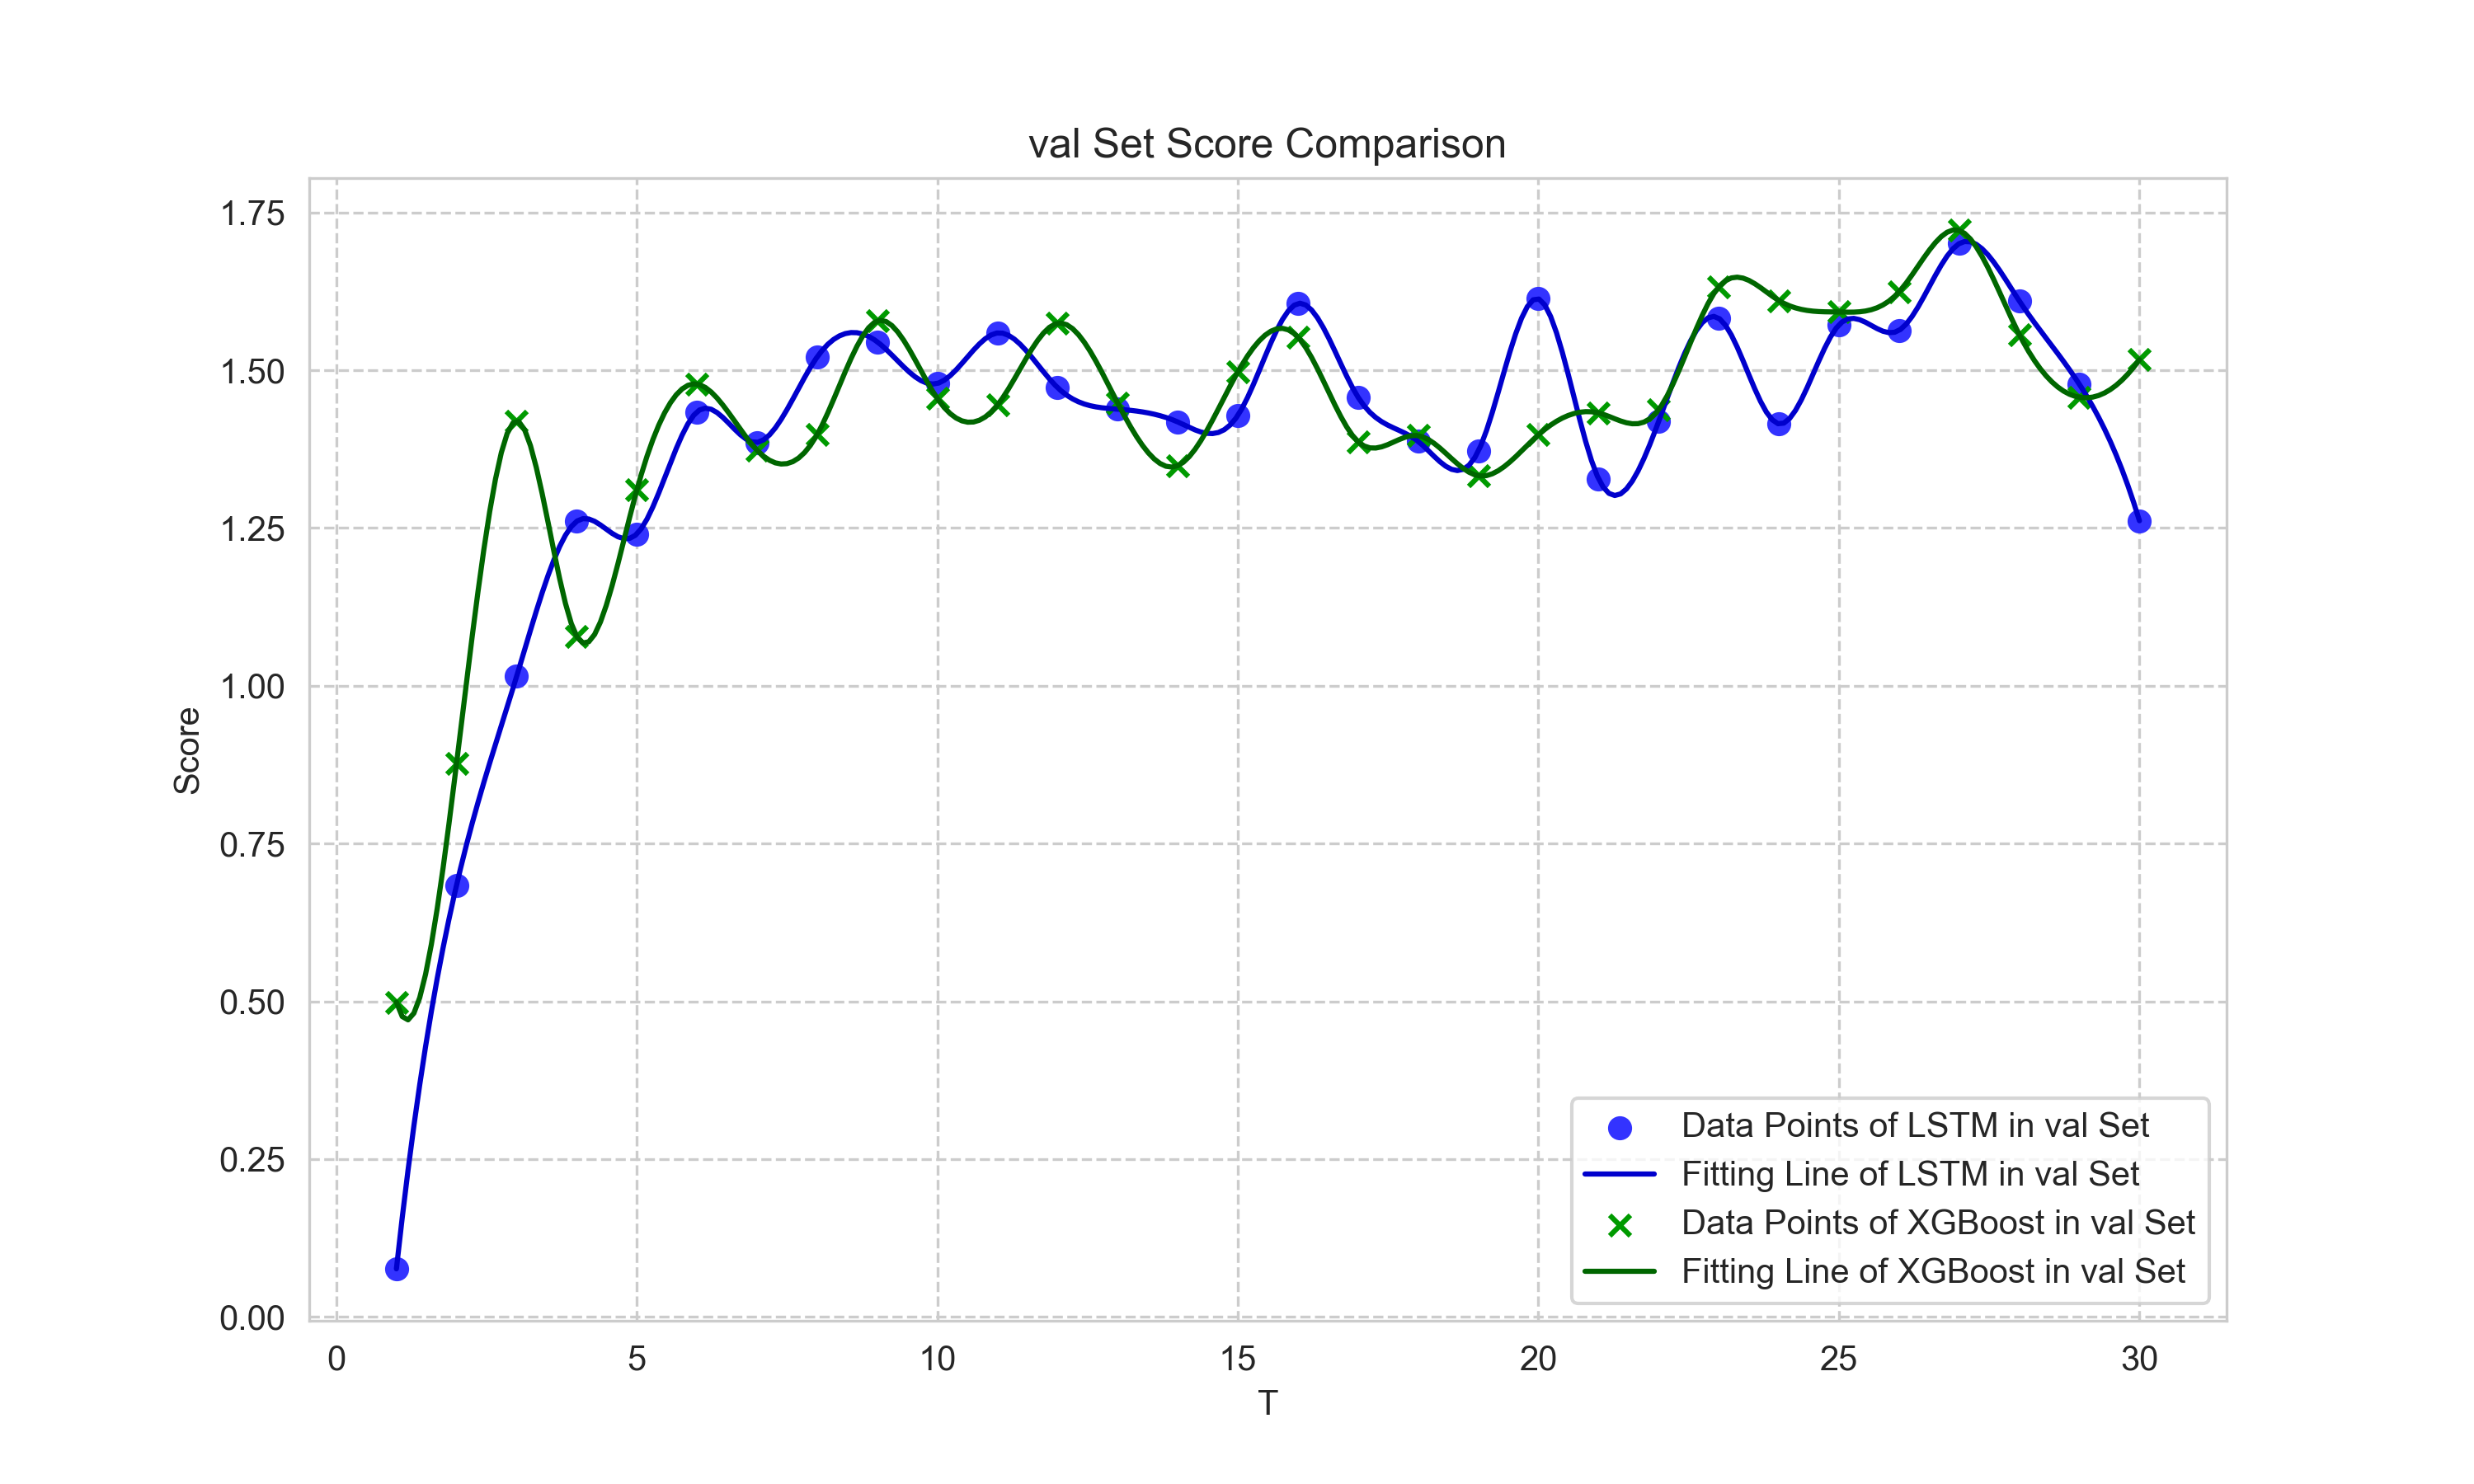 val Set Score Comparison
1.75
1.50
1.25
1.00
0.75
0.50
0.25
0.00
Score
0 5 10 15 20 25 30
T
Data Points of LSTM in val Set
Fitting Line of LSTM in val Set
Data Points of XGBoost in val Set
Fitting Line of XGBoost in val Set